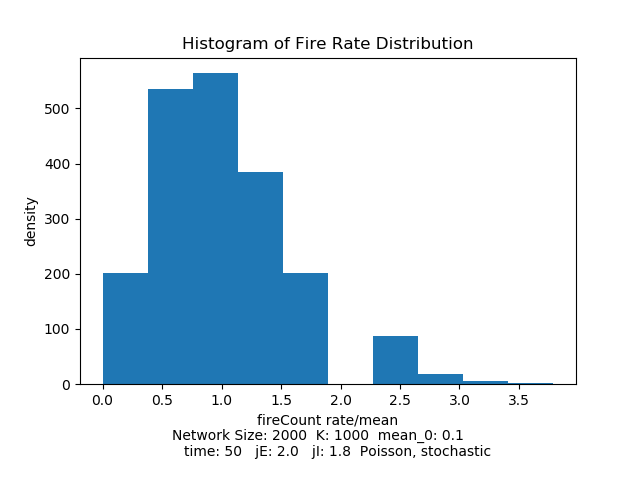 Histogram of Fire Rate Distribution
density
500
400
300
200
100
0
0.0 0.5 1.0 1.5 2.0 2.5 3.0 3.5
fireCount rate/mean
Network Size: 2000  K: 1000  mean_0: 0.1
time: 50   jE: 2.0   jI: 1.8  Poisson, stochastic